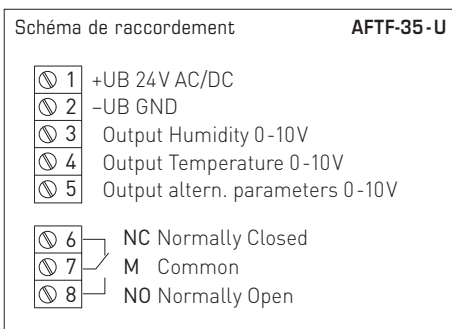 Schéma de raccordement AFTF-35-U
1 +UB 24V AC/DC
2 –UB GND
3 Output Humidity 0-10V
4 Output Temperature 0-10V
5 Output altern. parameters 0-10V
6 NC Normally Closed
7 M Common
8 NO Normally Open